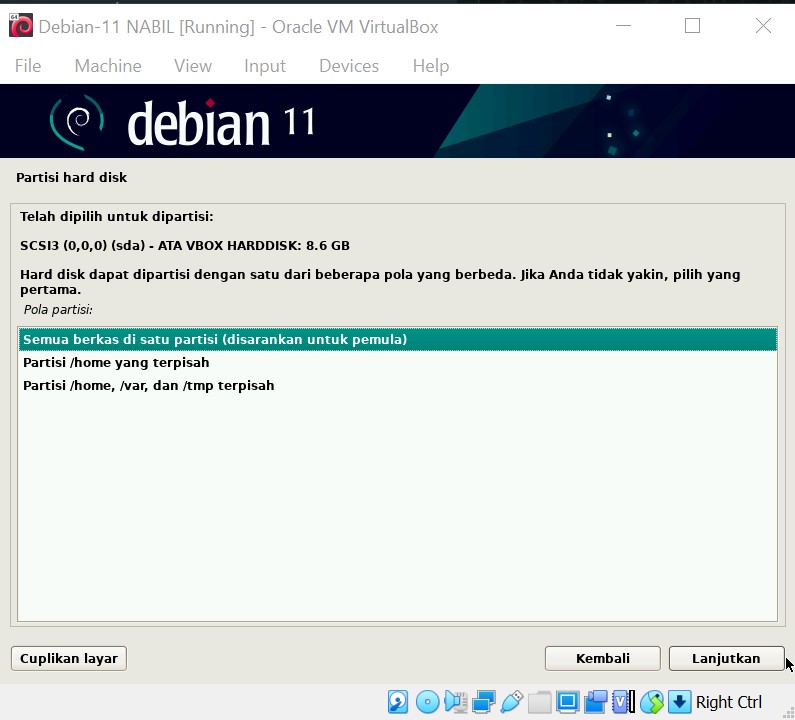 Debian-11 NABIL [Running] - Oracle VM VirtualBox
File Machine View Input Devices Help
debian 11
Partisi hard disk
Telah dipilih untuk dipartisi:
SCSI3 (0,0,0) (sda) - ATA VBOX HARDDISK: 8.6 GB
Hard disk dapat dipartisi dengan satu dari beberapa pola yang berbeda. Jika Anda tidak yakin, pilih yang
pertama.
Pola partisi:
Semua berkas di satu partisi (disarankan untuk pemula)
Partisi /home yang terpisah
Partisi /home, /var, dan /tmp terpisah
Cuplikan layar Kembali Lanjutkan
Right Ctrl